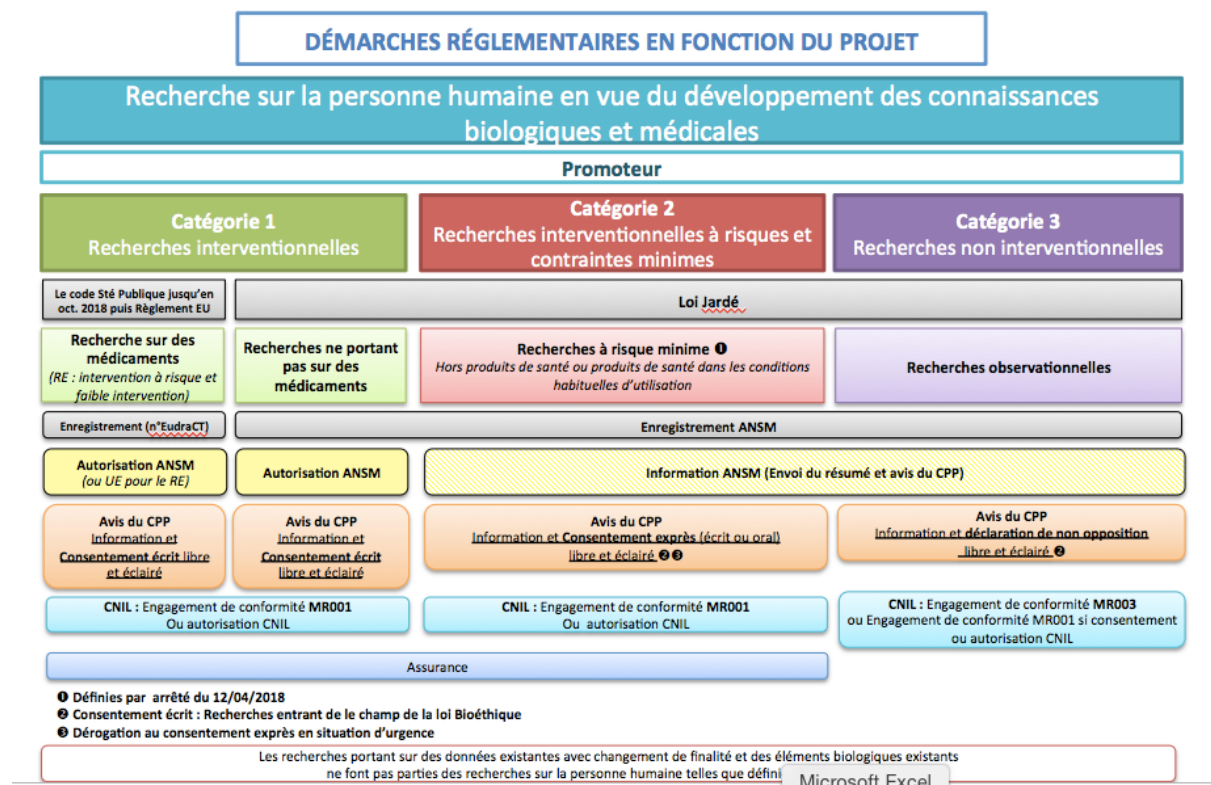 DÉMARCHES RÉGLEMENTAIRES EN FONCTION DU PROJET
Recherche sur la personne humaine en vue du développement des connaissances
biologiques et médicales
Promoteur
Catégorie 1
Recherches interventionnelles
Catégorie 2
Recherches interventionnelles à risques et
contraintes minimes
Catégorie 3
Recherches non interventionnelles
Le code Sté Publique jusqu'en
oct. 2018 puis Règlement EU
Loi Jardé
Recherche sur des
médicaments
(RE : intervention à risque et
faible intervention)
Recherches ne portant
pas sur des
médicaments
Recherches à risque minime ❶
Hors produits de santé ou produits de santé dans les conditions
habituelles d'utilisation
Recherches observationnelles
Enregistrement (n°EudraCT)
Enregistrement ANSM
Autorisation ANSM
(ou UE pour le RE)
Autorisation ANSM
Information ANSM (Envoi du résumé et avis du CPP)
Avis du CPP
Information et
Consentement écrit libre
et éclairé
Avis du CPP
Information et
Consentement écrit
libre et éclairé
Avis du CPP
Information et Consentement exprès (écrit ou oral)
libre et éclairé ❷❸
Avis du CPP
Information et déclaration de non opposition
libre et éclairé ❷
CNIL : Engagement de conformité MR001
Ou autorisation CNIL
CNIL : Engagement de conformité MR001
Ou autorisation CNIL
CNIL : Engagement de conformité MR003
ou Engagement de conformité MR001 si consentement
ou autorisation CNIL
Assurance
❶ Définies par arrêté du 12/04/2018
❷ Consentement écrit : Recherches entrant de le champ de la loi Bioéthique
❸ Dérogation au consentement exprès en situation d'urgence
Les recherches portant sur des données existantes avec changement de finalité et des éléments biologiques existants
ne font pas parties des recherches sur la personne humaine telles que défini
Microsoft Excel